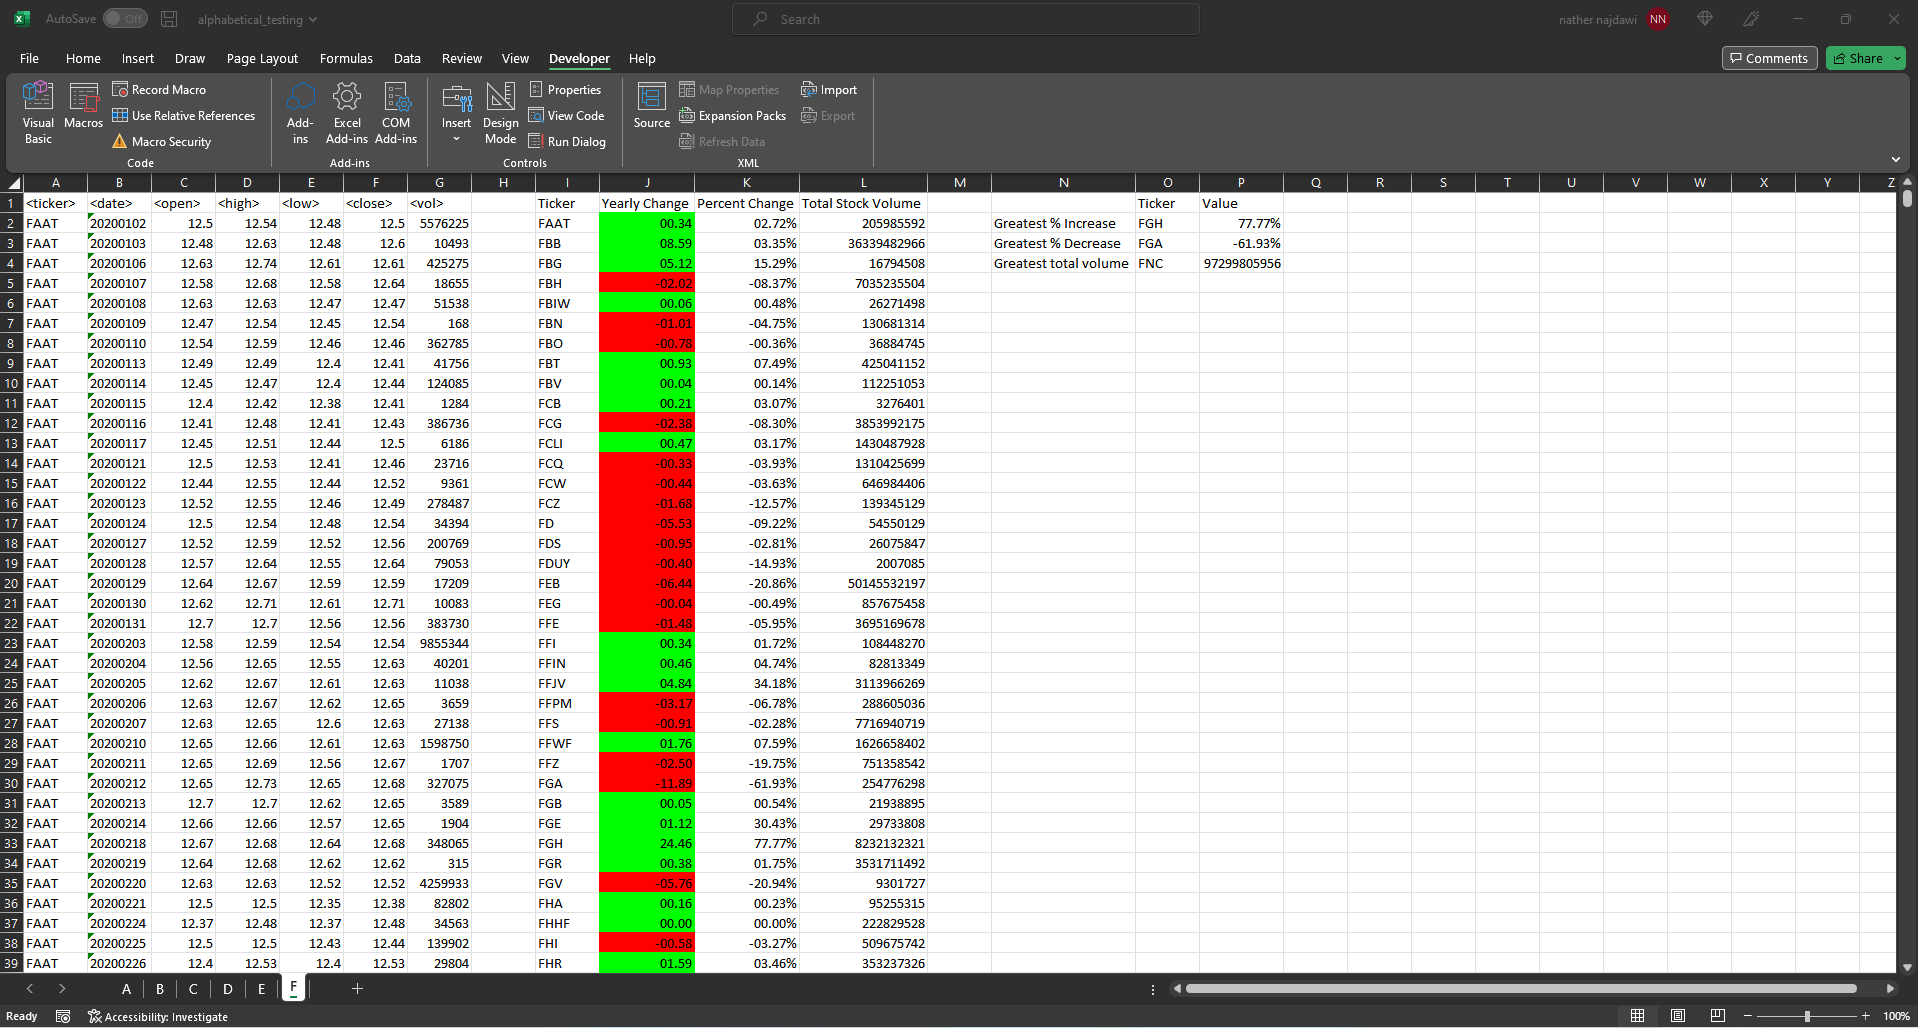 AutoSave Off alphabetical_testing Search nather najdawi NN
File Home Insert Draw Page Layout Formulas Data Review View Developer Help Comments Share
Visual Basic Macros Record Macro Use Relative References Macro Security Code
Add-ins Excel Add-ins COM Add-ins Add-ins
Insert Design Mode Properties View Code Run Dialog Controls
Source Map Properties Expansion Packs Refresh Data Import Export XML
A B C D E F G H I J K L M N O P Q R S T U V W X Y Z
1 <ticker> <date> <open> <high> <low> <close> <vol> Ticker Yearly Change Percent Change Total Stock Volume Ticker Value
2 FAAT 20200102 12.5 12.54 12.48 12.5 5576225 FAAT 00.34 02.72% 205985592 Greatest % Increase FGH 77.77%
3 FAAT 20200103 12.48 12.63 12.48 12.6 10493 FBB 08.59 03.35% 36339482966 Greatest % Decrease FGA -61.93%
4 FAAT 20200106 12.63 12.74 12.61 12.61 425275 FBG 05.12 15.29% 16794508 Greatest total volume FNC 97299805956
5 FAAT 20200107 12.58 12.68 12.58 12.64 18655 FBH -02.02 -08.37% 7035235504
6 FAAT 20200108 12.63 12.63 12.47 12.47 51538 FBIW 00.06 00.48% 26271498
7 FAAT 20200109 12.47 12.54 12.45 12.54 168 FBN -01.01 -04.75% 130681314
8 FAAT 20200110 12.54 12.59 12.46 12.46 362785 FBO -00.78 -00.36% 36884745
9 FAAT 20200113 12.49 12.49 12.4 12.41 41756 FBT 00.93 07.49% 425041152
10 FAAT 20200114 12.45 12.47 12.4 12.44 124085 FBV 00.04 00.14% 112251053
11 FAAT 20200115 12.4 12.42 12.38 12.41 1284 FCB 00.21 03.07% 3276401
12 FAAT 20200116 12.41 12.48 12.41 12.43 386736 FCG -02.38 -08.30% 3853992175
13 FAAT 20200117 12.45 12.51 12.44 12.5 6186 FCLI 00.47 03.17% 1430487928
14 FAAT 20200121 12.5 12.53 12.41 12.46 23716 FCQ -00.33 -03.93% 1310425699
15 FAAT 20200122 12.44 12.55 12.44 12.52 9361 FCW -00.44 -03.63% 646984406
16 FAAT 20200123 12.52 12.55 12.46 12.49 278487 FCZ -01.68 -12.57% 139345129
17 FAAT 20200124 12.5 12.54 12.48 12.54 34394 FD -05.53 -09.22% 54550129
18 FAAT 20200127 12.52 12.59 12.52 12.56 200769 FDS -00.95 -02.81% 26075847
19 FAAT 20200128 12.57 12.64 12.55 12.64 79053 FDUY -00.40 -14.93% 2007085
20 FAAT 20200129 12.64 12.67 12.59 12.59 17209 FEB -06.44 -20.86% 50145532197
21 FAAT 20200130 12.62 12.71 12.61 12.71 10083 FEG -00.04 -00.49% 857675458
22 FAAT 20200131 12.7 12.7 12.56 12.56 383730 FFE -01.48 -05.95% 3695169678
23 FAAT 20200203 12.58 12.59 12.54 12.54 9855344 FFI 00.34 01.72% 108448270
24 FAAT 20200204 12.56 12.65 12.55 12.63 40201 FFIN 00.46 04.74% 82813349
25 FAAT 20200205 12.62 12.67 12.61 12.63 11038 FFJV 04.84 34.18% 3113966269
26 FAAT 20200206 12.63 12.67 12.62 12.65 3659 FFPM -03.17 -06.78% 288605036
27 FAAT 20200207 12.63 12.65 12.6 12.63 27138 FFS -00.91 -02.28% 7716940719
28 FAAT 20200210 12.65 12.66 12.61 12.63 1598750 FFWF 01.76 07.59% 1626658402
29 FAAT 20200211 12.65 12.69 12.56 12.67 1707 FFZ -02.50 -19.75% 751358542
30 FAAT 20200212 12.65 12.73 12.65 12.68 327075 FGA -11.89 -61.93% 254776298
31 FAAT 20200213 12.7 12.7 12.62 12.65 3589 FGB 00.05 00.54% 21938895
32 FAAT 20200214 12.66 12.66 12.57 12.65 1904 FGE 01.12 30.43% 29733808
33 FAAT 20200218 12.67 12.68 12.64 12.68 348065 FGH 24.46 77.77% 8232132321
34 FAAT 20200219 12.64 12.68 12.62 12.62 315 FGR 00.38 01.75% 3531711492
35 FAAT 20200220 12.63 12.63 12.52 12.52 4259933 FGV -05.76 -20.94% 9301727
36 FAAT 20200221 12.5 12.5 12.35 12.38 82802 FHA 00.16 00.23% 95255315
37 FAAT 20200224 12.37 12.48 12.37 12.48 34563 FHHF 00.00 00.00% 222829528
38 FAAT 20200225 12.5 12.5 12.43 12.44 139902 FHI -00.58 -03.27% 509675742
39 FAAT 20200226 12.4 12.53 12.4 12.53 29804 FHR 01.59 03.46% 353237326
A B C D E F
Ready Accessibility: Investigate 100%